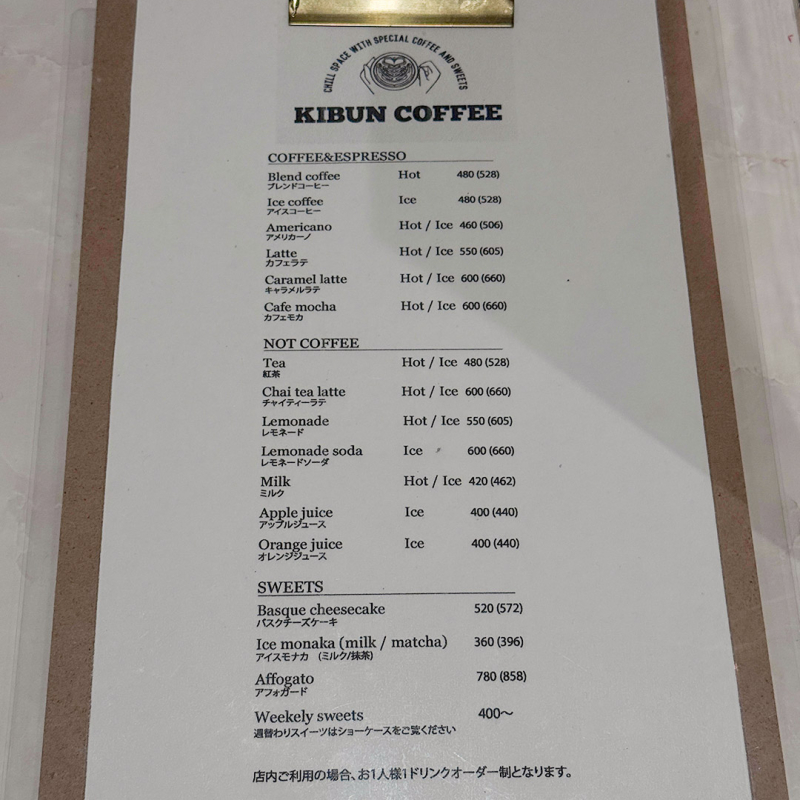 CHILL SPACE WITH SPECIAL COFFEE AND SWEETS
KIBUN COFFEE
COFFEE&ESPRESSO
Blend coffee Hot 480 (528)
ブレンドコーヒー
Ice coffee Ice 480 (528)
アイスコーヒー
Americano Hot / Ice 460 (506)
アメリカーノ
Latte Hot / Ice 550 (605)
カフェラテ
Caramel latte Hot / Ice 600 (660)
キャラメルラテ
Cafe mocha Hot / Ice 600 (660)
カフェモカ
NOT COFFEE
Tea Hot / Ice 480 (528)
紅茶
Chai tea latte Hot / Ice 600 (660)
チャイティーラテ
Lemonade Hot / Ice 550 (605)
レモネード
Lemonade soda Ice 600 (660)
レモネードソーダ
Milk Hot / Ice 420 (462)
ミルク
Apple juice Ice 400 (440)
アップルジュース
Orange juice Ice 400 (440)
オレンジジュース
SWEETS
Basque cheesecake 520 (572)
バスクチーズケーキ
Ice monaka (milk / matcha) 360 (396)
アイスモナカ (ミルク/抹茶)
Affogato 780 (858)
アフォガード
Weekely sweets 400～
週替わりスイーツはショーケースをご覧ください
店内ご利用の場合、お1人様1ドリンクオーダー制となります。